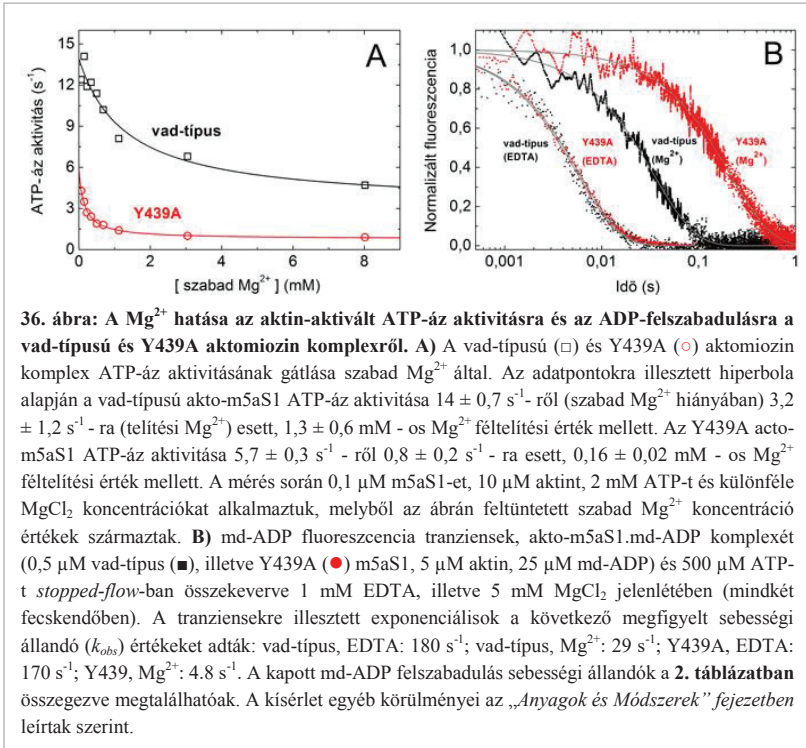 A
15
12
9
6
3
0
ATP-áz aktivitás (s⁻¹)
vad-típus
Y439A
0 2 4 6 8
[ szabad Mg²⁺ ] (mM)
B
1,0
0,8
0,6
0,4
0,2
0,0
Normalizált fluoreszcencia
vad-típus Y439A vad-típus Y439A
(EDTA) (EDTA) (Mg²⁺) (Mg²⁺)
0,001 0,01 0,1 1
Idő (s)
36. ábra: A Mg²⁺ hatása az aktin-aktivált ATP-áz aktivitásra és az ADP-felszabadulásra a
vad-típusú és Y439A aktomiozin komplexről. A) A vad-típusú (□) és Y439A (○) aktomiozin
komplex ATP-áz aktivitásának gátlása szabad Mg²⁺ által. Az adatpontokra illesztett hiperbola
alapján a vad-típusú akto-m5aS1 ATP-áz aktivitása 14 ± 0,7 s⁻¹- ről (szabad Mg²⁺ hiányában) 3,2
± 1,2 s⁻¹ - ra (telítési Mg²⁺) esett, 1,3 ± 0,6 mM - os Mg²⁺ féltelítési érték mellett. Az Y439A acto-
m5aS1 ATP-áz aktivitása 5,7 ± 0,3 s⁻¹ - ről 0,8 ± 0,2 s⁻¹ - ra esett, 0,16 ± 0,02 mM - os Mg²⁺
féltelítési érték mellett. A mérés során 0,1 µM m5aS1-et, 10 µM aktint, 2 mM ATP-t és különféle
MgCl₂ koncentrációkat alkalmaztuk, melyből az ábrán feltüntetett szabad Mg²⁺ koncentráció
értékek származtak. B) md-ADP fluoreszcencia tranziensek, akto-m5aS1.md-ADP komplexét
(0,5 µM vad-típus (■), illetve Y439A (●) m5aS1, 5 µM aktin, 25 µM md-ADP) és 500 µM ATP-
t stopped-flow-ban összekeverve 1 mM EDTA, illetve 5 mM MgCl₂ jelenlétében (mindkét
fecskendőben). A tranziensekre illesztett exponenciálisok a következő megfigyelt sebességi
állandó (kobs) értékeket adták: vad-típus, EDTA: 180 s⁻¹; vad-típus, Mg²⁺: 29 s⁻¹; Y439A, EDTA:
170 s⁻¹; Y439, Mg²⁺: 4.8 s⁻¹. A kapott md-ADP felszabadulás sebességi állandók a 2. táblázatban
összegezve megtalálhatóak. A kísérlet egyéb körülményei az „Anyagok és Módszerek” fejezetben
leírtak szerint.